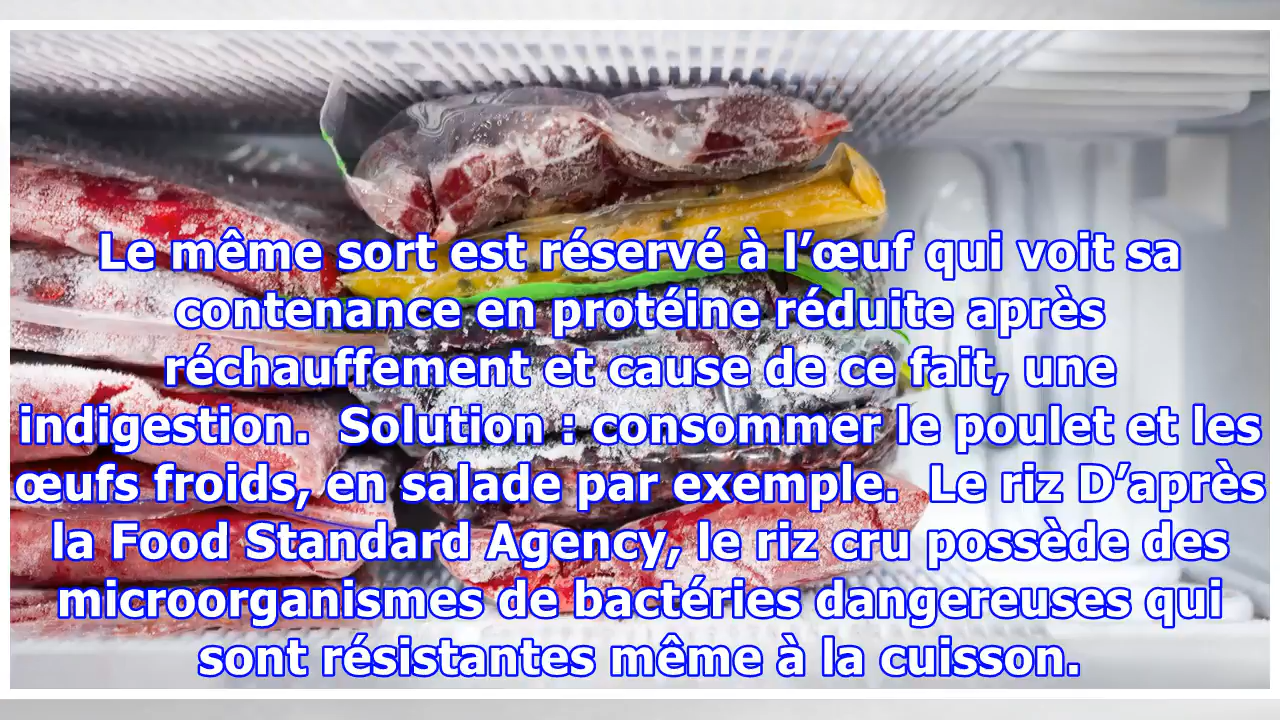 Le même sort est réservé à l’œuf qui voit sa
contenance en protéine réduite après
réchauffement et cause de ce fait, une
indigestion.  Solution : consommer le poulet et les
œufs froids, en salade par exemple.  Le riz D’après
la Food Standard Agency, le riz cru possède des
microorganismes de bactéries dangereuses qui
sont résistantes même à la cuisson.